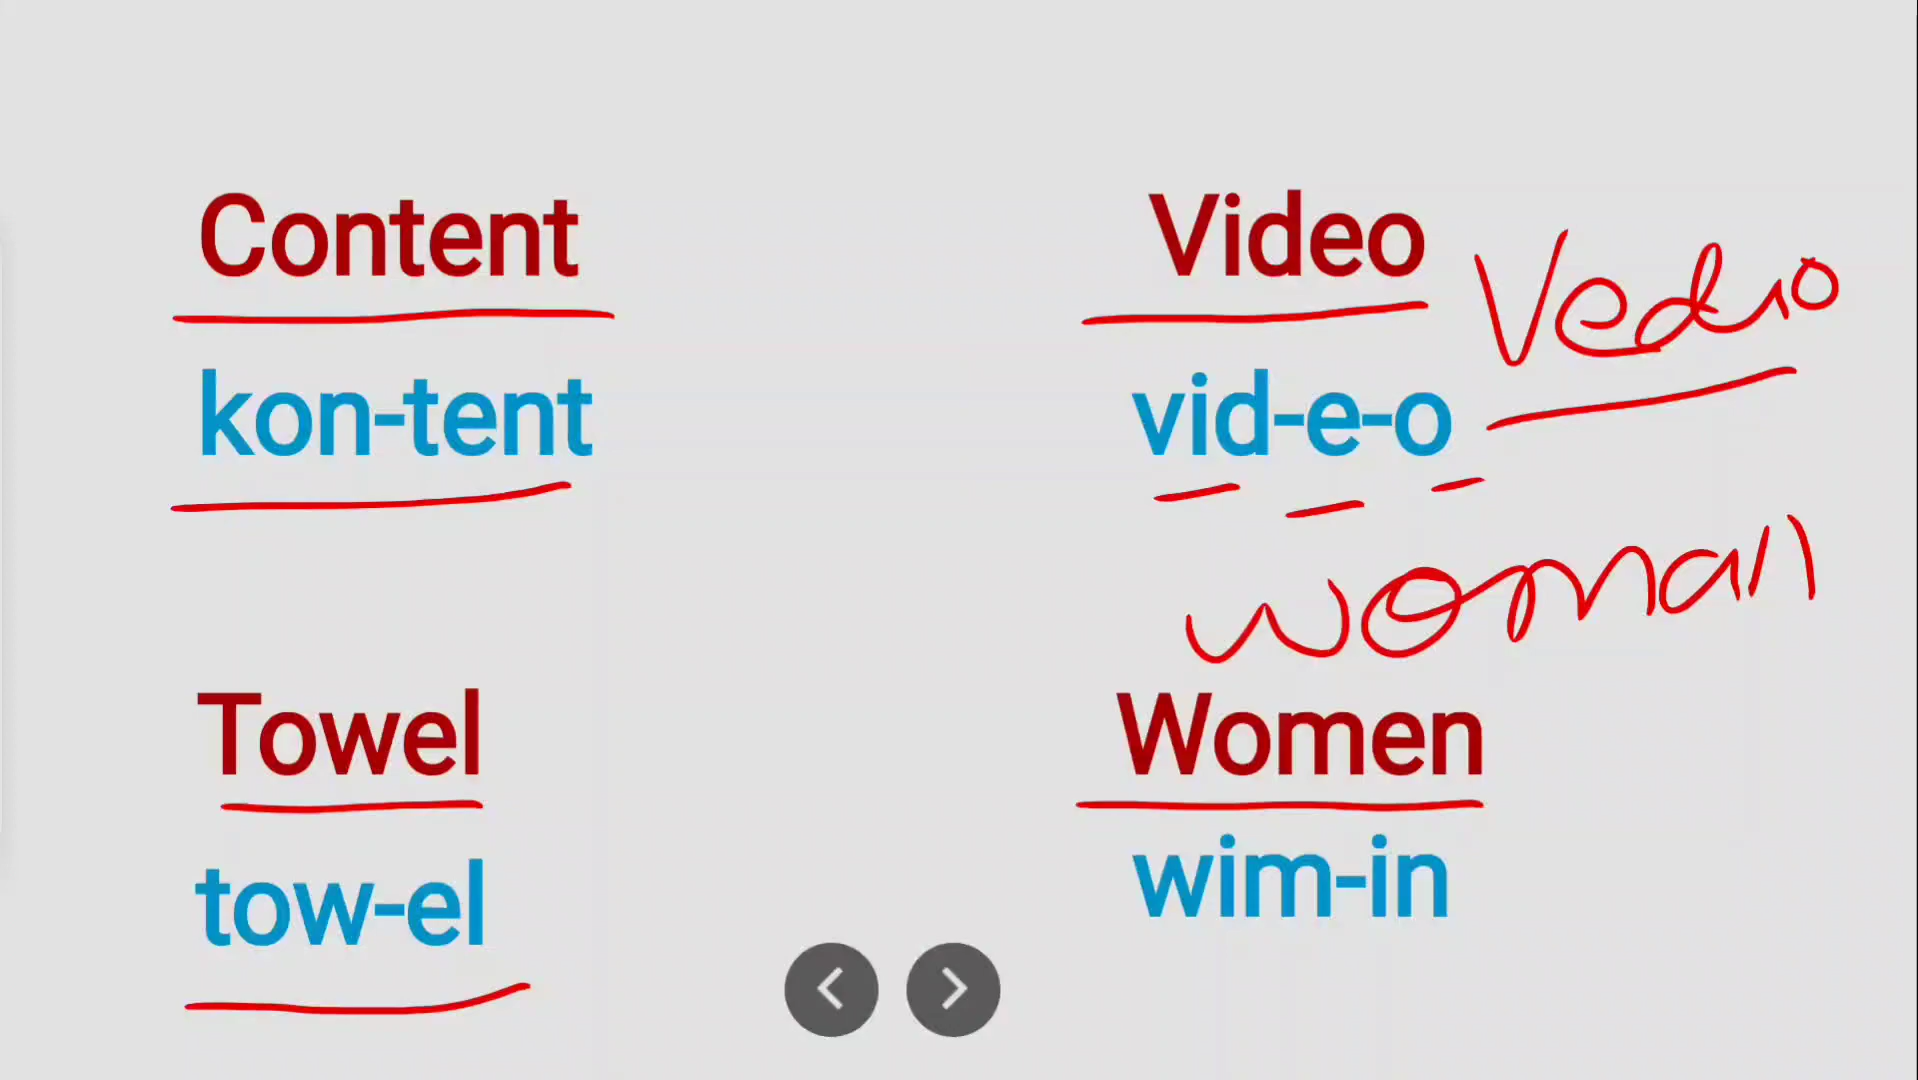 Content
kon-tent
Video
Vedio
vid-e-o
Towel
tow-el
woman
Women
wim-in